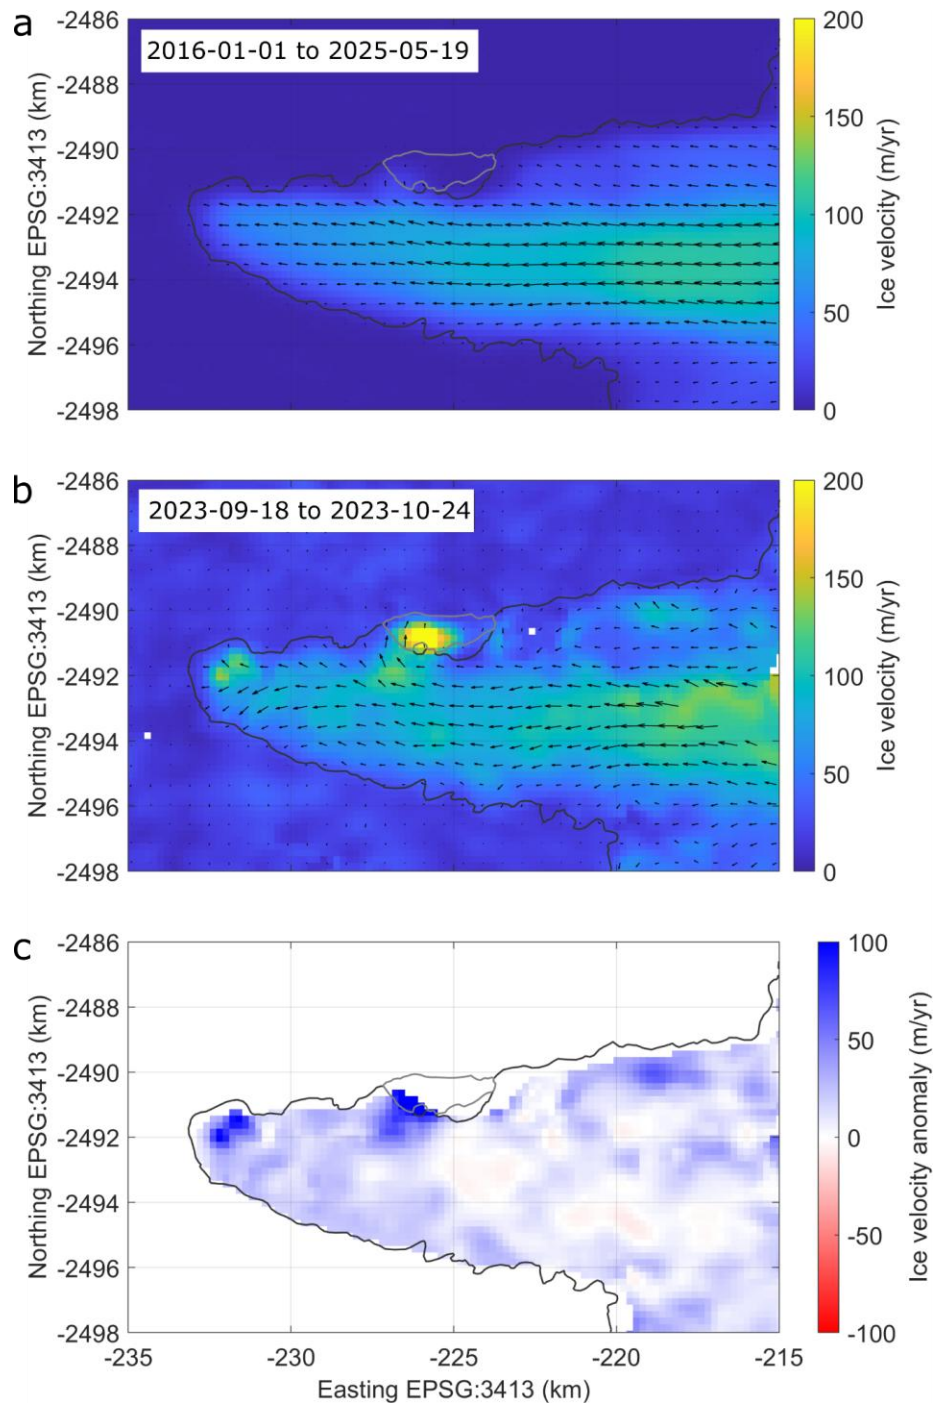 a
2016-01-01 to 2025-05-19
-2486
-2488
-2490
-2492
-2494
-2496
-2498
Northing EPSG:3413 (km)
200
150
100
50
0
Ice velocity (m/yr)
b
2023-09-18 to 2023-10-24
-2486
-2488
-2490
-2492
-2494
-2496
-2498
Northing EPSG:3413 (km)
200
150
100
50
0
Ice velocity (m/yr)
c
-2486
-2488
-2490
-2492
-2494
-2496
-2498
Northing EPSG:3413 (km)
100
50
0
-50
-100
Ice velocity anomaly (m/yr)
-235 -230 -225 -220 -215
Easting EPSG:3413 (km)